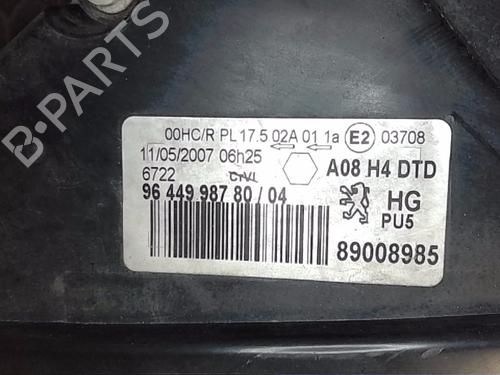 B-PARTS
00HC/R PL 17.5 02A 01 1a E2 03708
11/05/2007 06h25
A08 H4 DTD
6722
96 449 987 80 / 04
HG
PU5
89008985